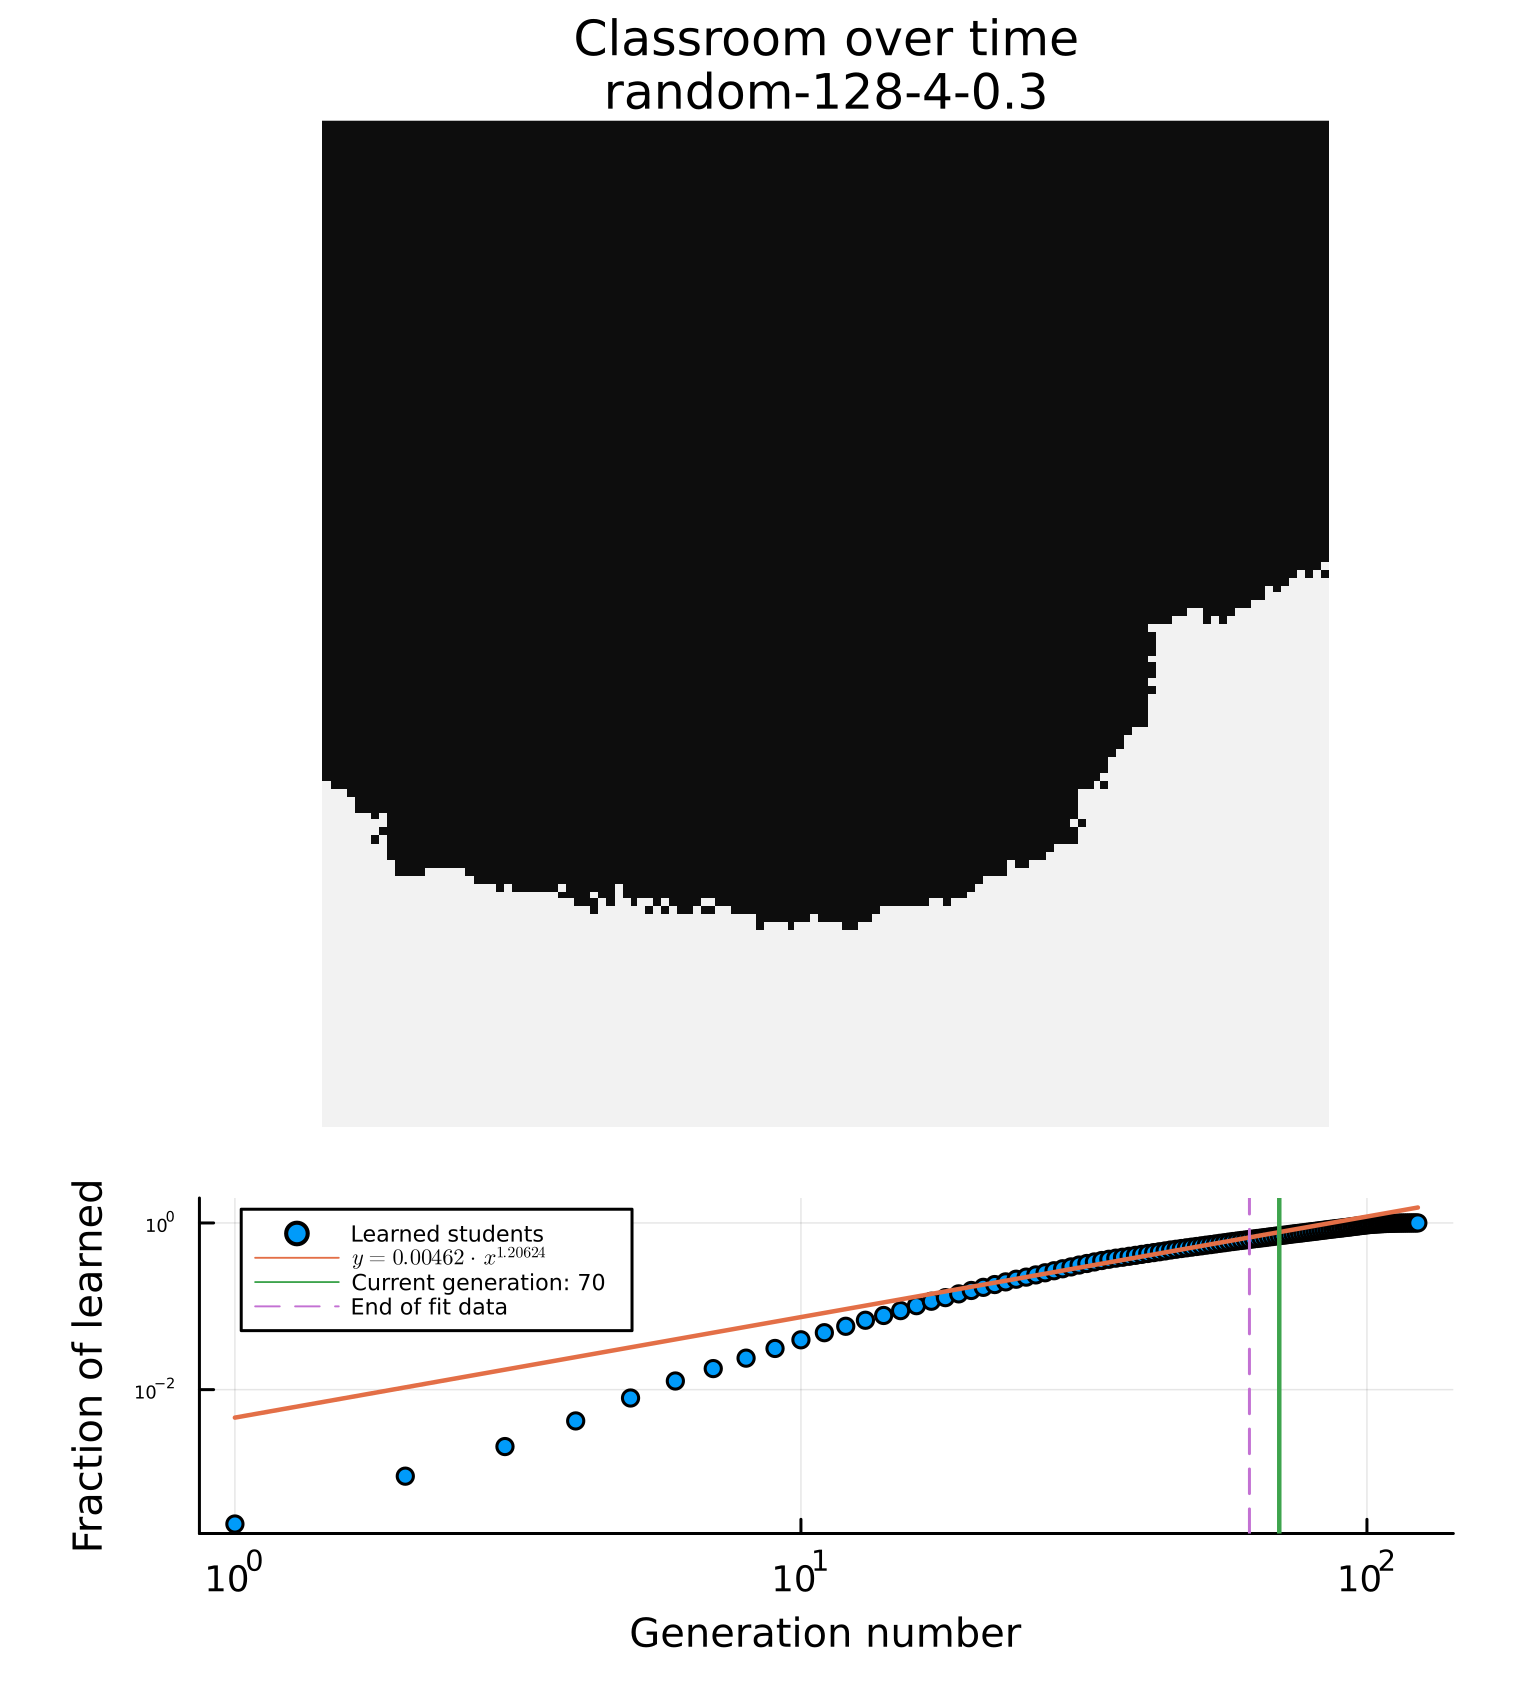 Classroom over time
random-128-4-0.3
Fraction of learned
10^0
10^-2
Learned students
y = 0.00462 · x^1.20624
Current generation: 70
End of fit data
10^0 10^1 10^2
Generation number